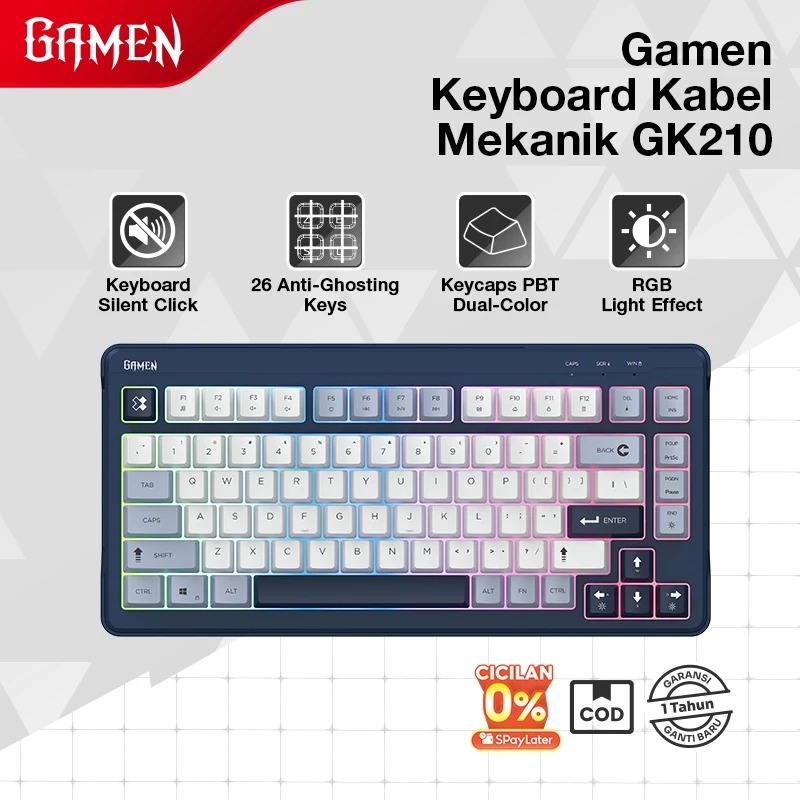 GAMEN
Gamen
Keyboard Kabel
Mekanik GK210
Keyboard
Silent Click
26 Anti-Ghosting
Keys
Keycaps PBT
Dual-Color
RGB
Light Effect
GAMEN
CAPS
WIN
F1 F2 F3 F4 F5 F6 F7 F8 F9 F10 F11 F12 DEL HOME
INS
1 2 3 4 5 6 7 8 9 0 - = BACK PGUP
PrtSc
TAB Q W E R T Y U I O P [ ] \ PGDN
Pause
CAPS A S D F G H J K L ENTER END
SHIFT Z X C V B N M
CTRL ALT ALT FN CTRL
CICILAN
0%
SPayLater
COD
GARANSI
1 Tahun
GANTI BARU